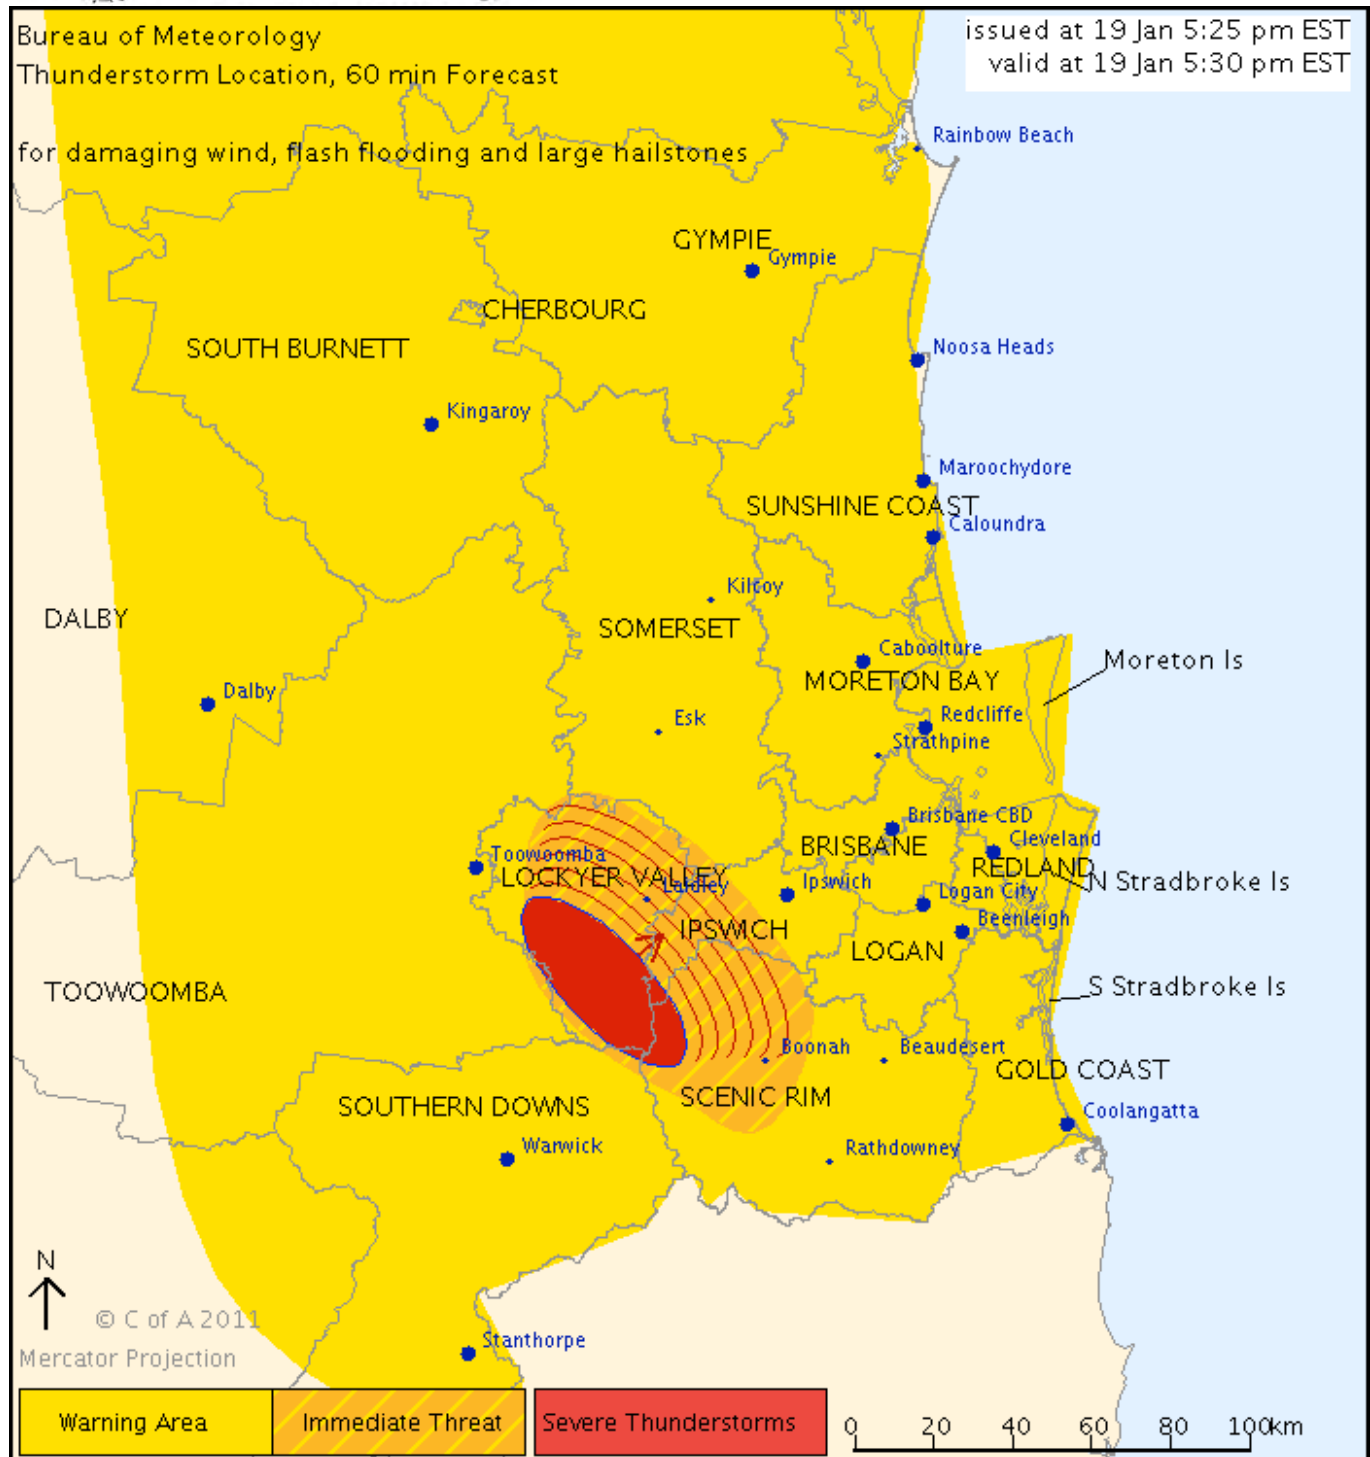 Bureau of Meteorology
Thunderstorm Location, 60 min Forecast
for damaging wind, flash flooding and large hailstones
issued at 19 Jan 5:25 pm EST
valid at 19 Jan 5:30 pm EST
Rainbow Beach
GYMPIE
Gympie
CHERBOURG
SOUTH BURNETT
Noosa Heads
Kingaroy
Maroochydore
SUNSHINE COAST
Caloundra
Kilcoy
DALBY
SOMERSET
Caboolture
Moreton Is
MORETON BAY
Dalby
Esk
Redcliffe
Strathpine
Brisbane CBD
BRISBANE
Cleveland
Toowoomba
REDLAND
LOCKYER VALLEY
Laidley
Ipswich
Logan City
N Stradbroke Is
IPSWICH
Beenleigh
LOGAN
TOOWOOMBA
S Stradbroke Is
Boonah
Beaudesert
GOLD COAST
SCENIC RIM
SOUTHERN DOWNS
Coolangatta
Warwick
Rathdowney
N
© C of A 2011
Mercator Projection
Stanthorpe
Warning Area
Immediate Threat
Severe Thunderstorms
0 20 40 60 80 100km